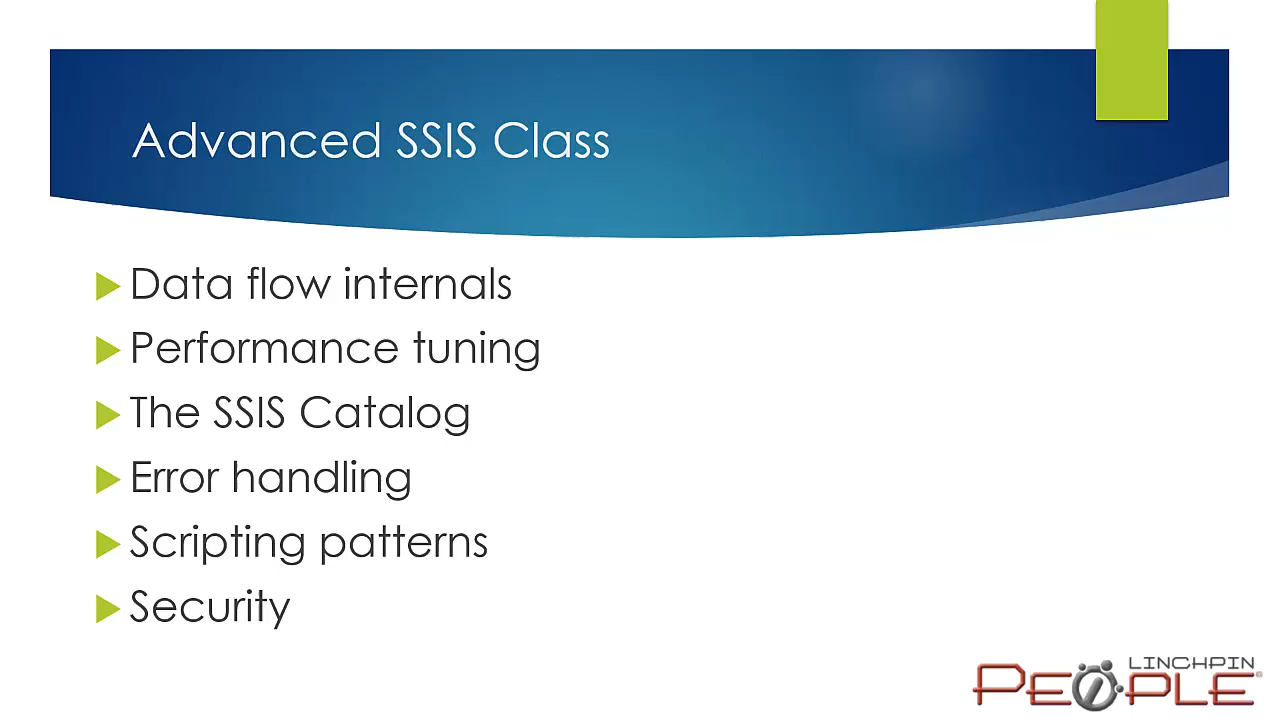 Advanced SSIS Class
Data flow internals
Performance tuning
The SSIS Catalog
Error handling
Scripting patterns
Security
LINCHPIN
PEOPLE